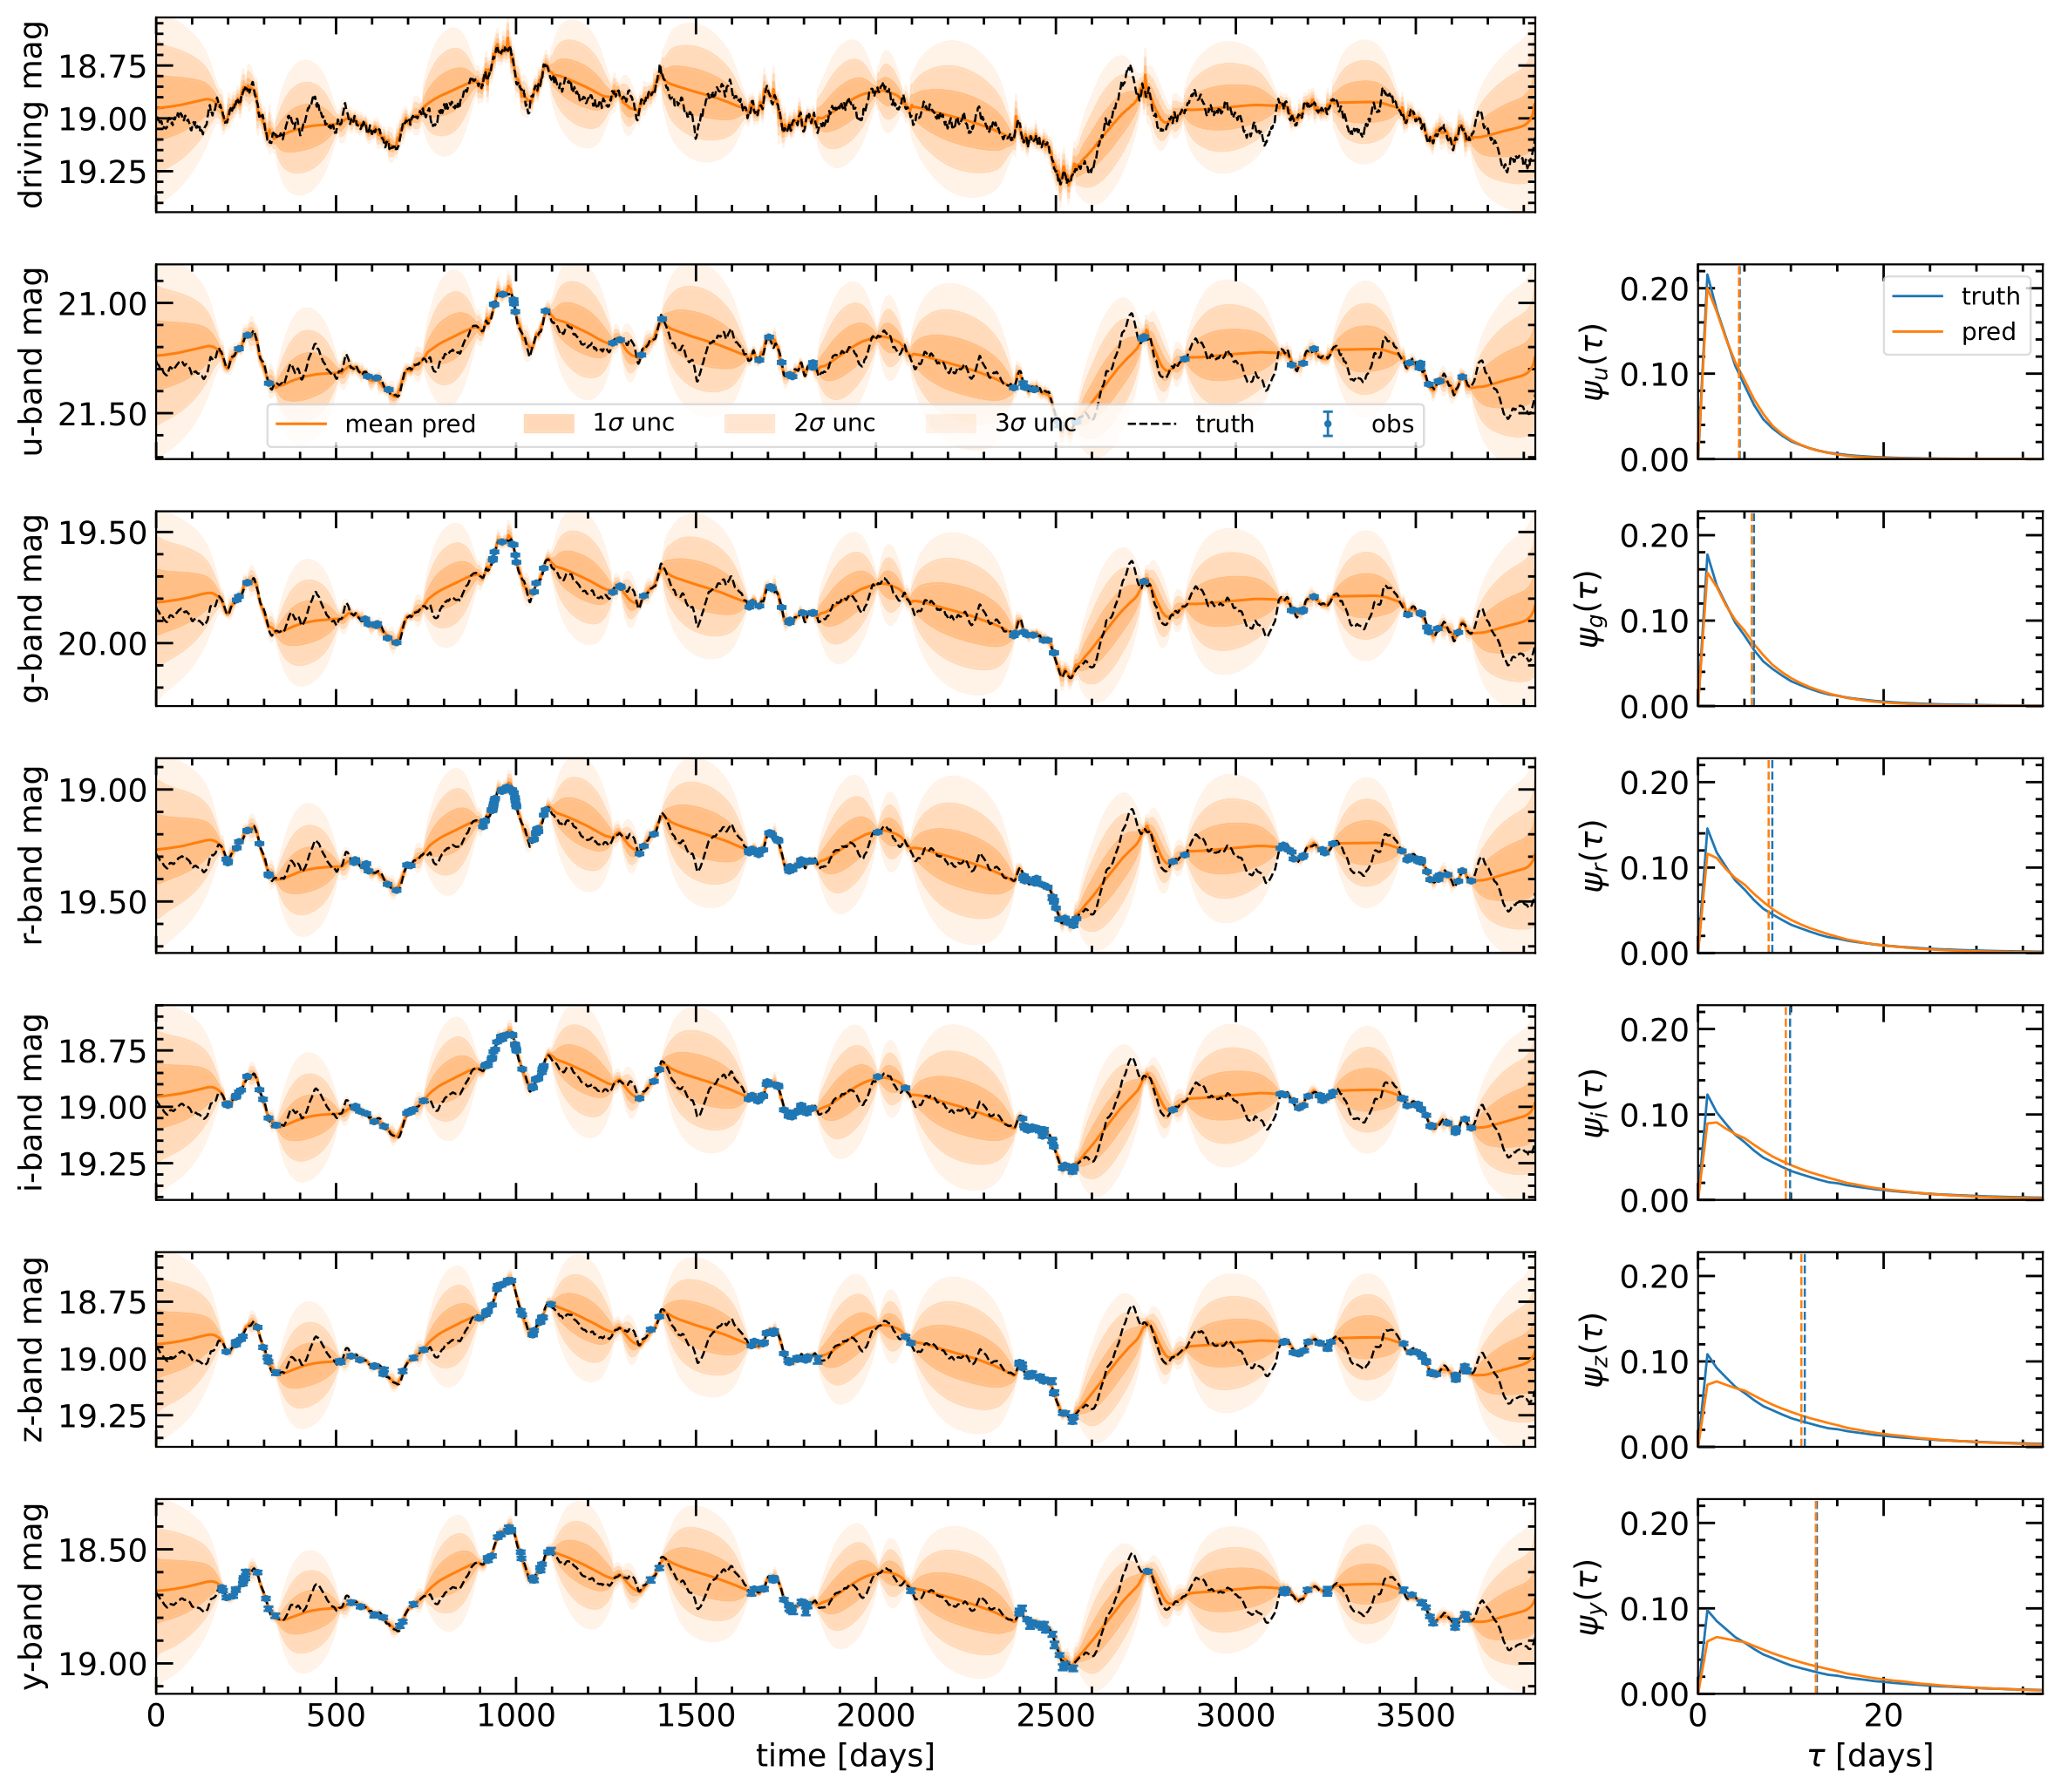 driving mag
18.75
19.00
19.25
u-band mag
21.00
21.50
mean pred 1σ unc 2σ unc 3σ unc truth obs
ψu(τ)
0.20
0.10
0.00
truth
pred
g-band mag
19.50
20.00
ψg(τ)
0.20
0.10
0.00
r-band mag
19.00
19.50
ψr(τ)
0.20
0.10
0.00
i-band mag
18.75
19.00
19.25
ψi(τ)
0.20
0.10
0.00
z-band mag
18.75
19.00
19.25
ψz(τ)
0.20
0.10
0.00
y-band mag
18.50
19.00
ψy(τ)
0.20
0.10
0.00
0 500 1000 1500 2000 2500 3000 3500
time [days]
0 20
τ [days]